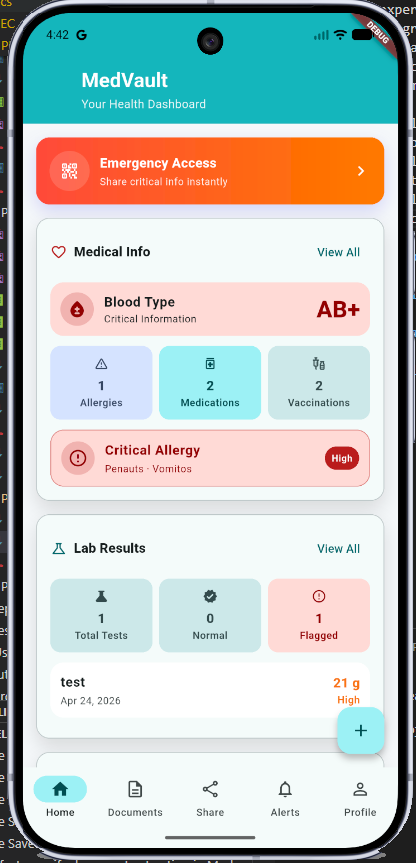 4:42 G
DEBUG
MedVault
Your Health Dashboard
Emergency Access
Share critical info instantly
Medical Info
View All
Blood Type
Critical Information
AB+
1
Allergies
2
Medications
2
Vaccinations
Critical Allergy
Penauts · Vomitos
High
Lab Results
View All
1
Total Tests
0
Normal
1
Flagged
test
Apr 24, 2026
21 g
High
+
Home
Documents
Share
Alerts
Profile